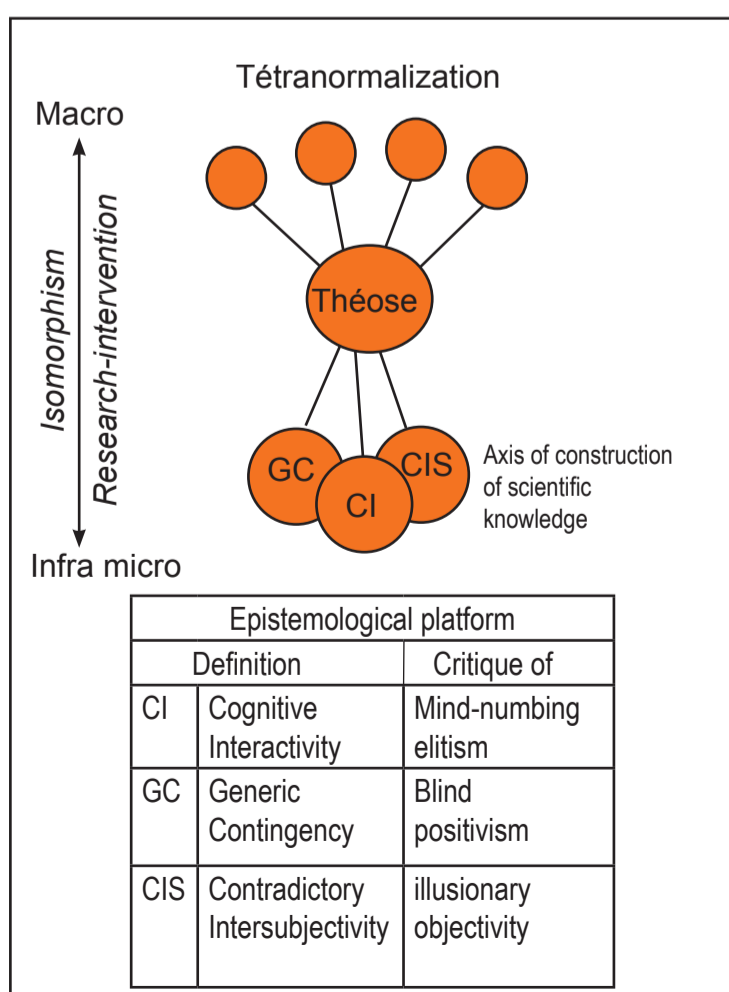 Tétranormalization
Macro
Isomorphism
Research-intervention
Théose
GC
CI
CIS
Axis of construction
of scientific
knowledge
Infra micro
Epistemological platform
Definition
Critique of
CI
Cognitive
Interactivity
Mind-numbing
elitism
GC
Generic
Contingency
Blind
positivism
CIS
Contradictory
Intersubjectivity
illusionary
objectivity